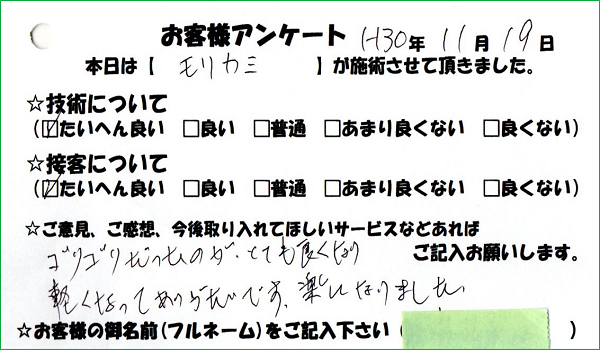 お客様アンケート H30年 11月 19日
本日は【 モリカミ 】が施術させて頂きました。
☆技術について
(☑たいへん良い □良い □普通 □あまり良くない □良くない)
☆接客について
(☑たいへん良い □良い □普通 □あまり良くない □良くない)
☆ご意見、ご感想、今後取り入れてほしいサービスなどあれば
ご記入お願いします。
ゴリゴリだったのが、とても良くなり
軽くなってありがたいです。楽になりました。
☆お客様の御名前(フルネーム)をご記入下さい( )